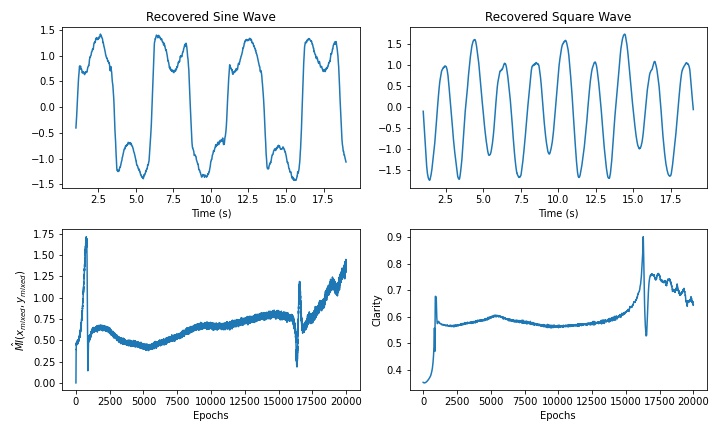 Recovered Sine Wave
1.5
1.0
0.5
0.0
−0.5
−1.0
−1.5
2.5 5.0 7.5 10.0 12.5 15.0 17.5
Time (s)
Recovered Square Wave
1.5
1.0
0.5
0.0
−0.5
−1.0
−1.5
2.5 5.0 7.5 10.0 12.5 15.0 17.5
Time (s)
M̂I(x_mixed, y_mixed)
1.75
1.50
1.25
1.00
0.75
0.50
0.25
0.00
0 2500 5000 7500 10000 12500 15000 17500 20000
Epochs
Clarity
0.9
0.8
0.7
0.6
0.5
0.4
0 2500 5000 7500 10000 12500 15000 17500 20000
Epochs